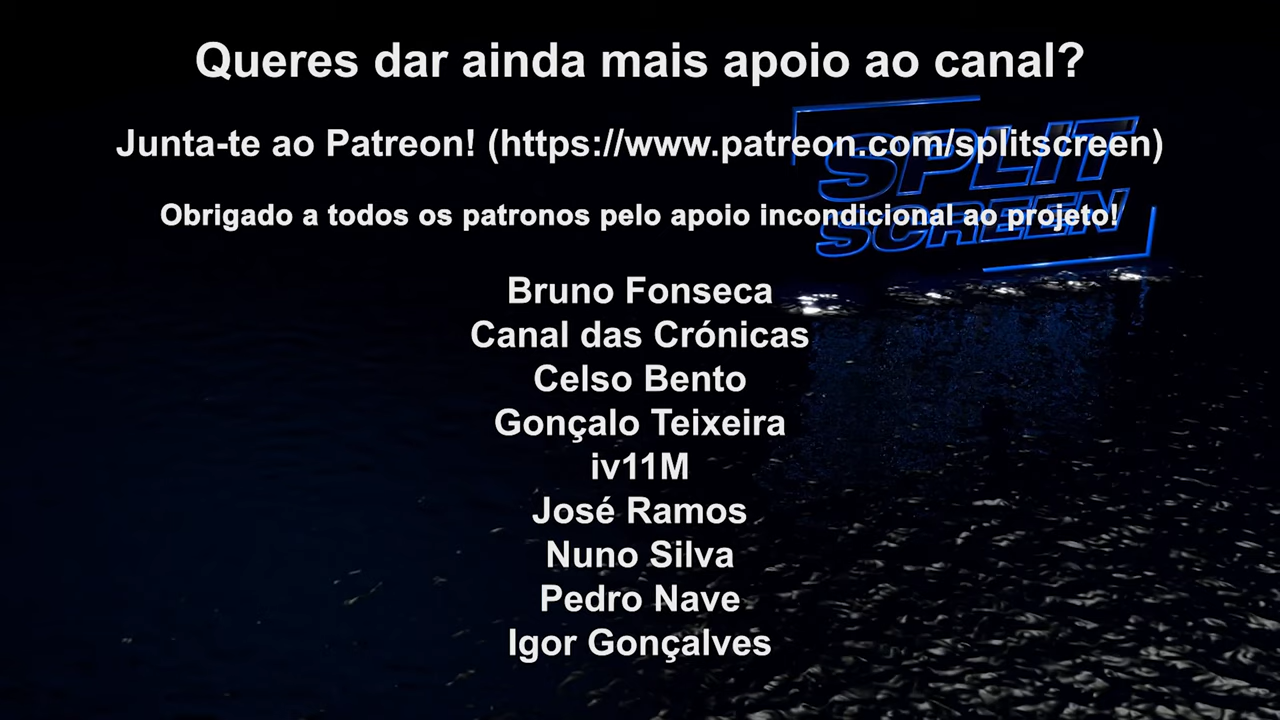 Queres dar ainda mais apoio ao canal?
Junta-te ao Patreon! (https://www.patreon.com/splitscreen)
SPLIT
Obrigado a todos os patronos pelo apoio incondicional ao projeto!
SCREEN
Bruno Fonseca
Canal das Crónicas
Celso Bento
Gonçalo Teixeira
iv11M
José Ramos
Nuno Silva
Pedro Nave
Igor Gonçalves